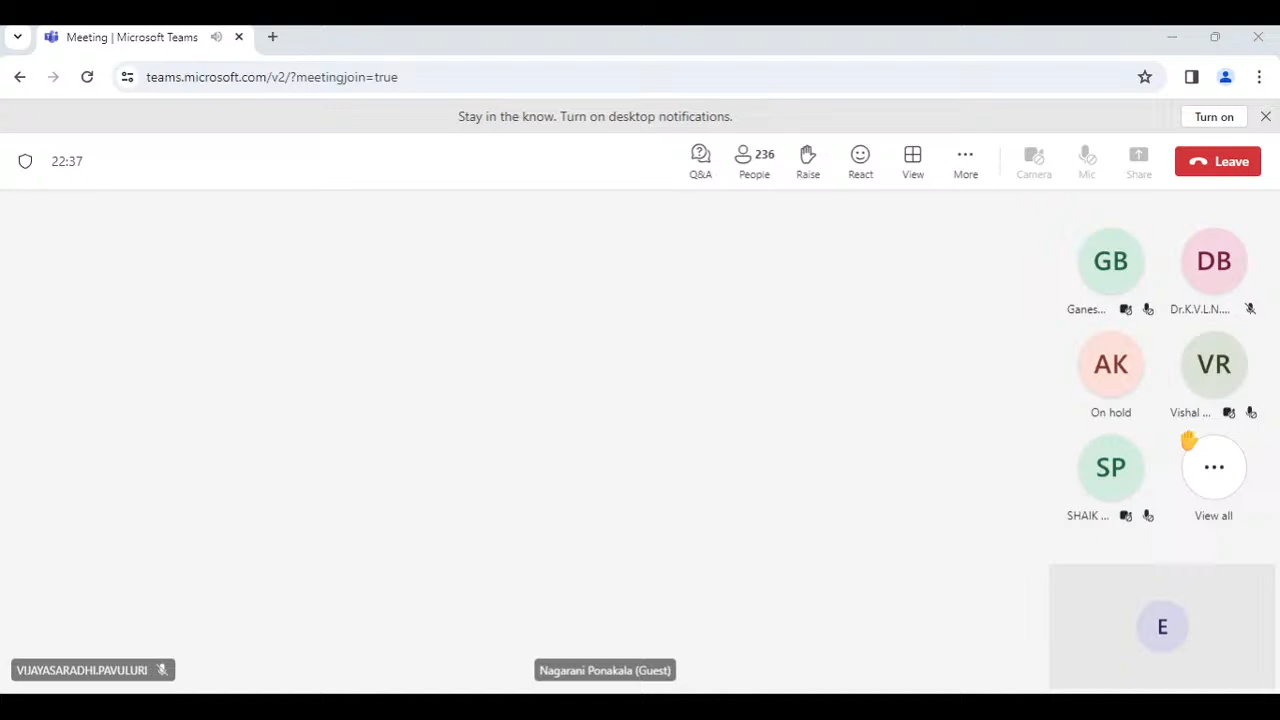 Meeting | Microsoft Teams
teams.microsoft.com/v2/?meetingjoin=true
Stay in the know. Turn on desktop notifications.
Turn on
22:37
Q&A
236
People
Raise
React
View
More
Camera
Mic
Share
Leave
GB
DB
Ganes...
Dr.K.V.L.N....
AK
VR
On hold
Vishal ...
SP
SHAIK ...
View all
E
VIJAYASARADHI.PAVULURI
Nagarani Ponakala (Guest)